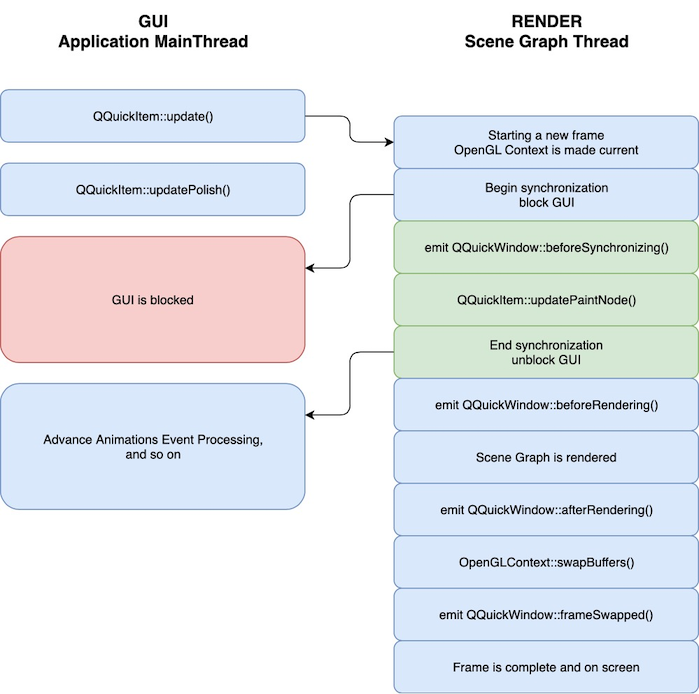 GUI
Application MainThread
RENDER
Scene Graph Thread
QQuickItem::update()
QQuickItem::updatePolish()
GUI is blocked
Advance Animations Event Processing,
and so on
Starting a new frame
OpenGL Context is made current
Begin synchronization
block GUI
emit QQuickWindow::beforeSynchronizing()
QQuickItem::updatePaintNode()
End synchronization
unblock GUI
emit QQuickWindow::beforeRendering()
Scene Graph is rendered
emit QQuickWindow::afterRendering()
OpenGLContext::swapBuffers()
emit QQuickWindow::frameSwapped()
Frame is complete and on screen